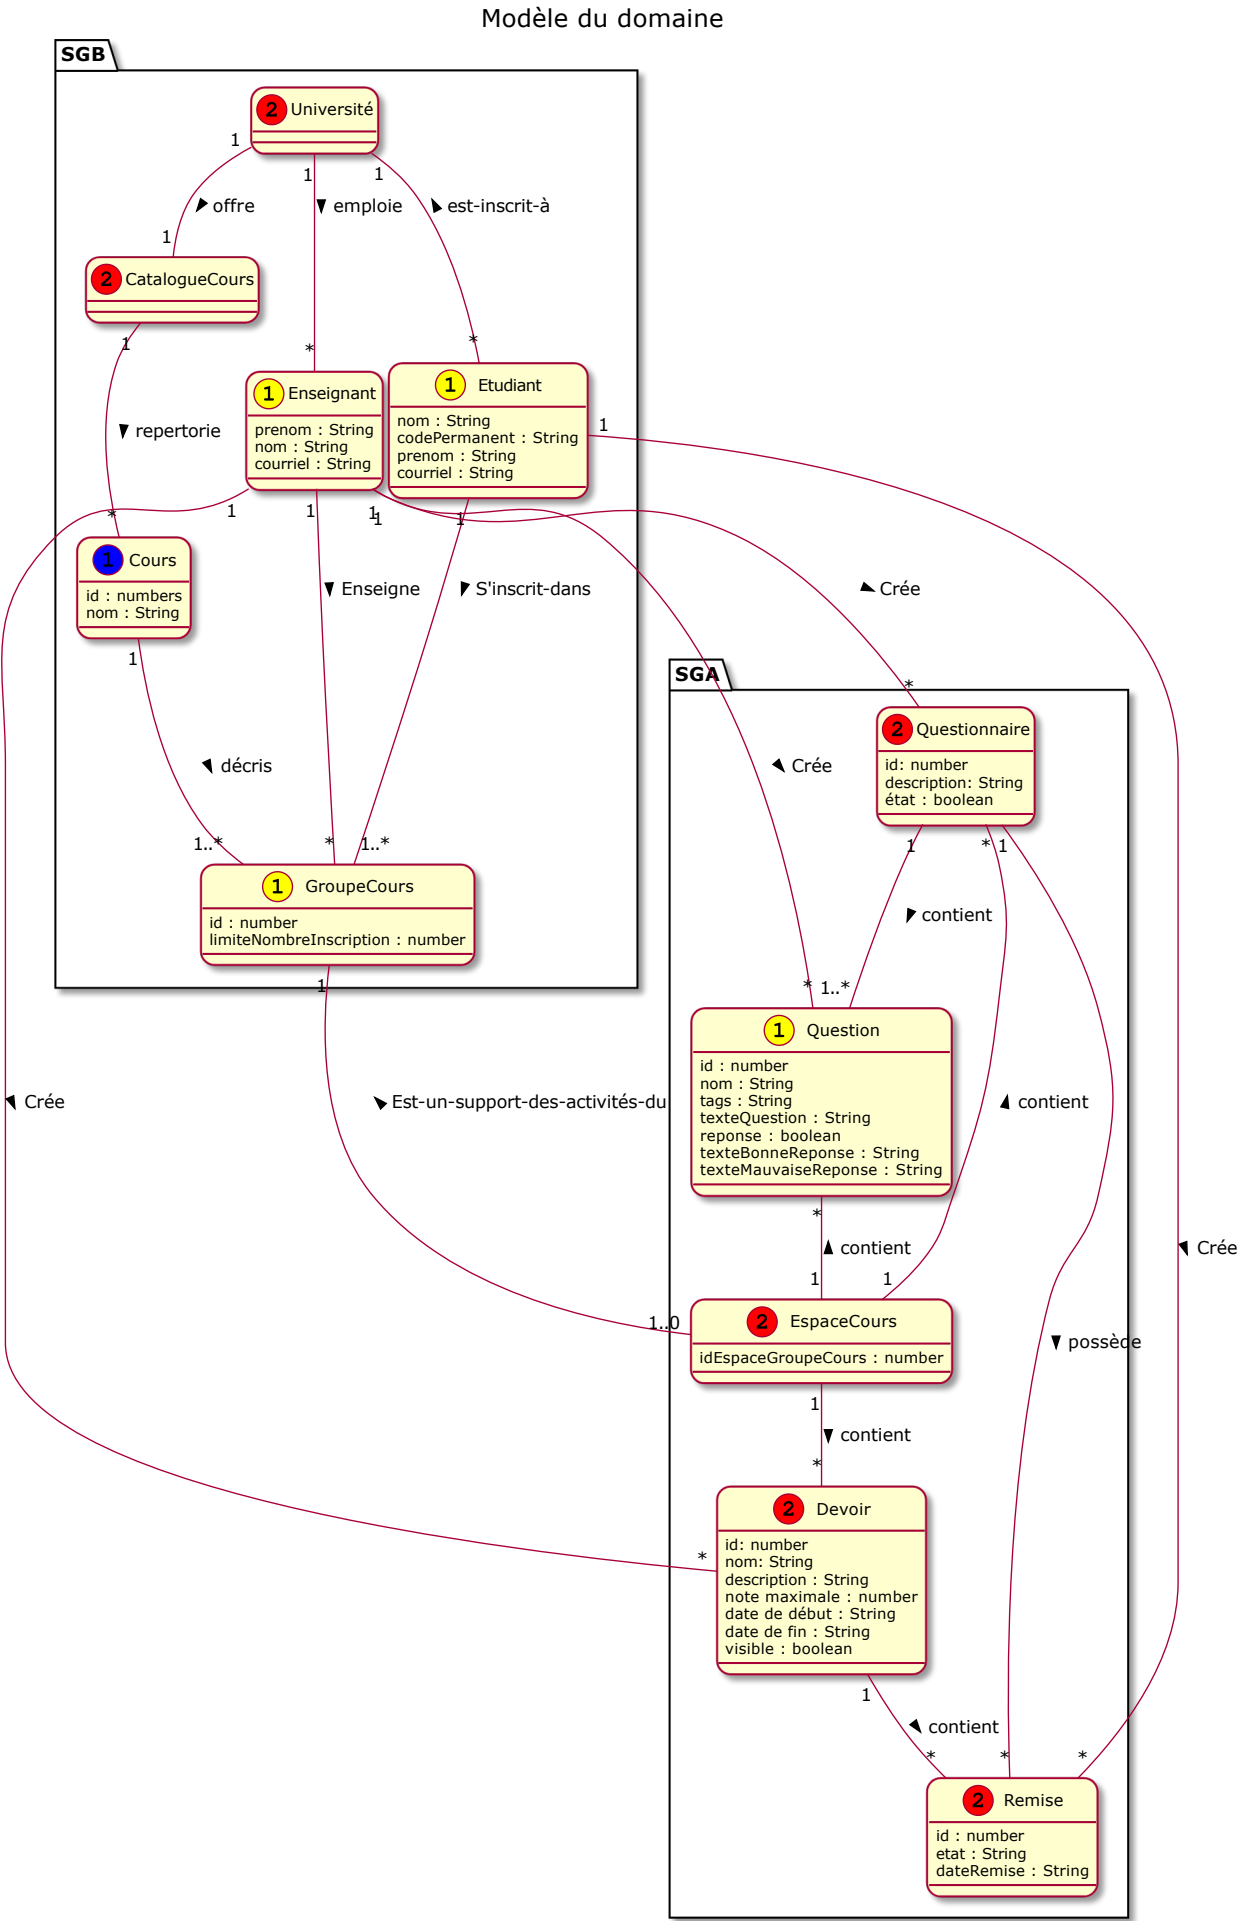 Modèle du domaine
SGB
2 Université
1
1
1
offre
emploie
est-inscrit-à
1
2 CatalogueCours
1
*
*
1 Enseignant
prenom : String
nom : String
courriel : String
1 Etudiant
nom : String
codePermanent : String
prenom : String
courriel : String
1
repertorie
*
1
1
1
1
1
1 Cours
id : numbers
nom : String
Enseigne
S'inscrit-dans
Crée
1
SGA
*
2 Questionnaire
id: number
description: String
état : boolean
décris
Crée
1..*
*
1..*
1
*
1
1 GroupeCours
id : number
limiteNombreInscription : number
contient
1
*
1..*
1 Question
id : number
nom : String
tags : String
texteQuestion : String
reponse : boolean
texteBonneReponse : String
texteMauvaiseReponse : String
Crée
Est-un-support-des-activités-du
contient
*
contient
Crée
1
1
1..0
2 EspaceCours
idEspaceGroupeCours : number
possède
1
contient
*
2 Devoir
id: number
nom: String
description : String
note maximale : number
date de début : String
date de fin : String
visible : boolean
*
1
contient
*
*
*
2 Remise
id : number
etat : String
dateRemise : String